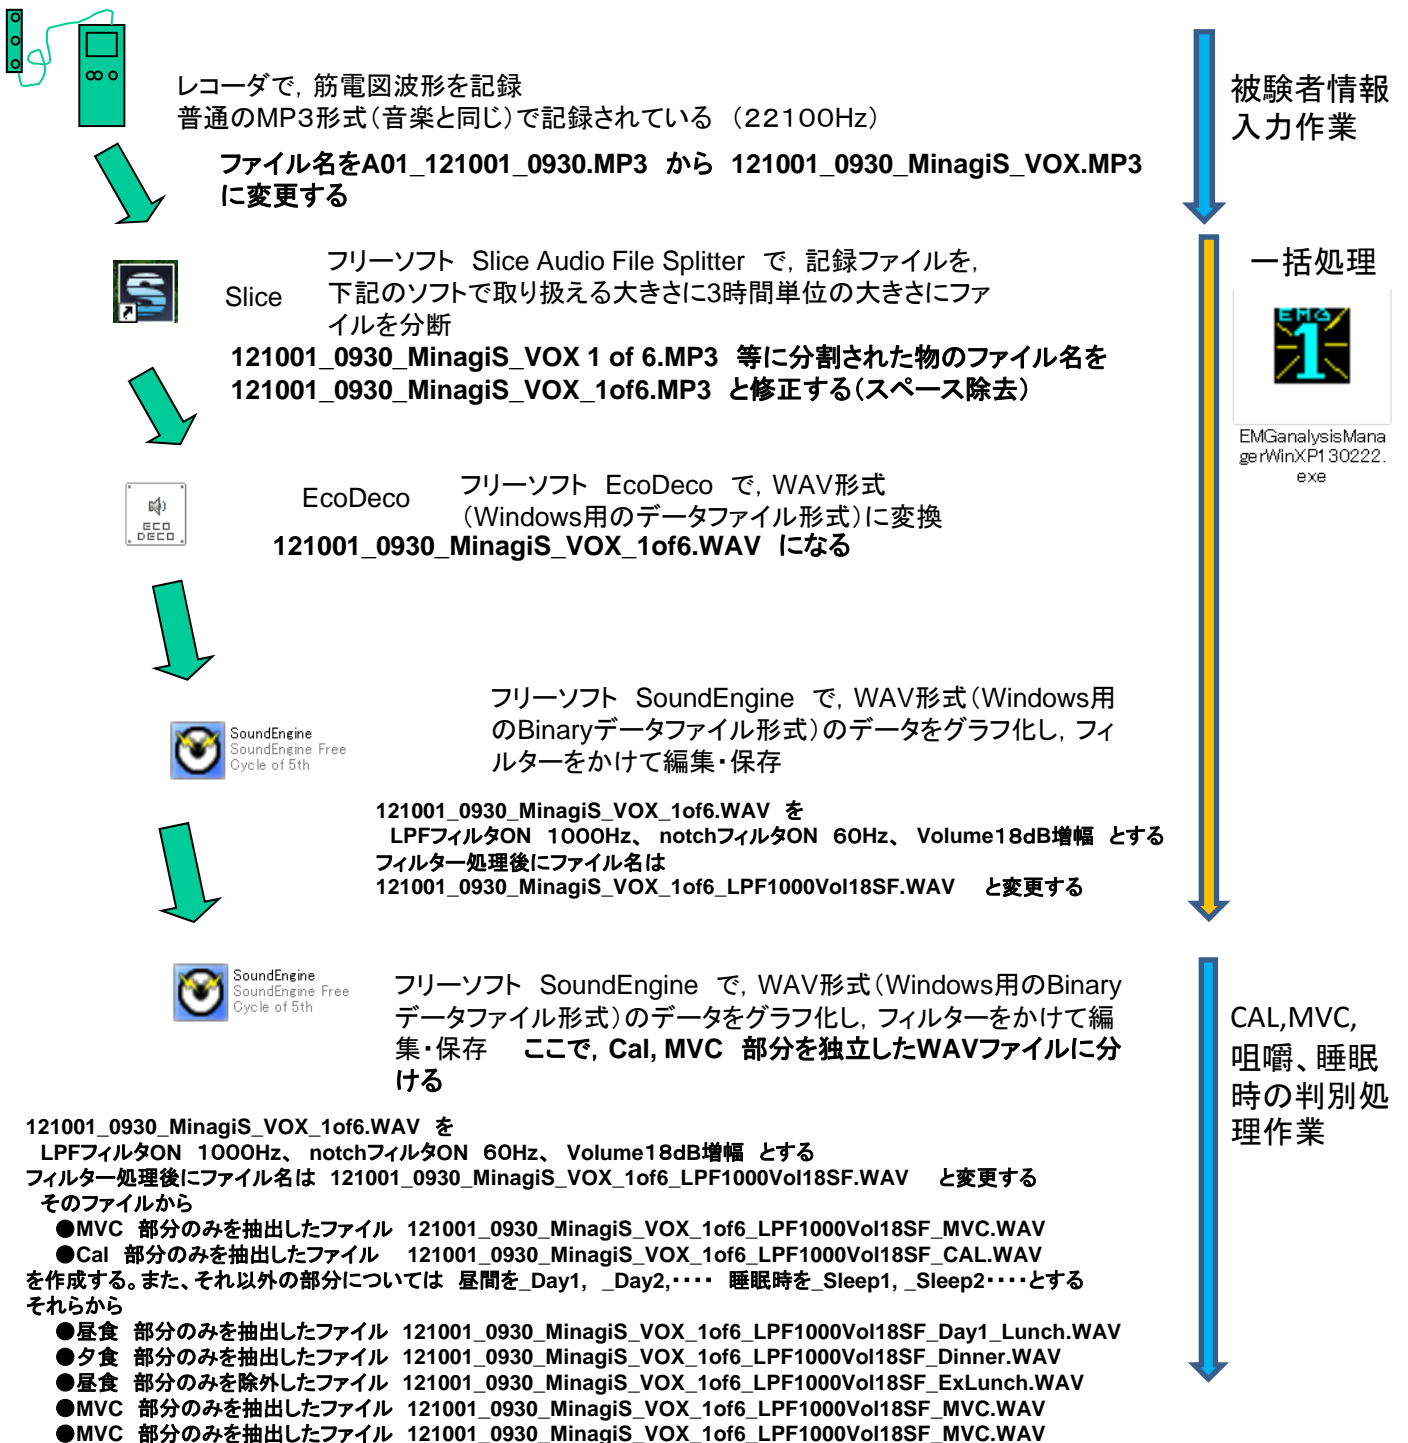 レコーダで，筋電図波形を記録
普通のMP3形式（音楽と同じ）で記録されている　（２２１００Hz）
ファイル名をA01_121001_0930.MP3　から　121001_0930_MinagiS_VOX.MP3
に変更する
被験者情報
入力作業
Slice
フリーソフト　Slice Audio File Splitter　で，記録ファイルを，
下記のソフトで取り扱える大きさに3時間単位の大きさにファ
イルを分断
121001_0930_MinagiS_VOX 1 of 6.MP3　等に分割された物のファイル名を
121001_0930_MinagiS_VOX_1of6.MP3　と修正する（スペース除去）
一括処理
EMG
1
EMGanalysisMana
gerWinXP130222.
exe
ECO
DECO
EcoDeco
フリーソフト　EcoDeco　で，WAV形式
（Windows用のデータファイル形式）に変換
121001_0930_MinagiS_VOX_1of6.WAV　になる
SoundEngine
SoundEngine Free
Cycle of 5th
フリーソフト　SoundEngine　で，WAV形式（Windows用
のBinaryデータファイル形式）のデータをグラフ化し，フィ
ルターをかけて編集・保存
121001_0930_MinagiS_VOX_1of6.WAV　を
LPFフィルタON　１０００Hz、　notchフィルタON　６０Hz、　Volume１８ｄB増幅　とする
フィルター処理後にファイル名は
121001_0930_MinagiS_VOX_1of6_LPF1000Vol18SF.WAV　　と変更する
SoundEngine
SoundEngine Free
Cycle of 5th
フリーソフト　SoundEngine　で，WAV形式（Windows用のBinary
データファイル形式）のデータをグラフ化し，フィルターをかけて編
集・保存　　ここで，Cal, MVC　部分を独立したWAVファイルに分
ける
CAL,MVC,
咀嚼、睡眠
時の判別処
理作業
121001_0930_MinagiS_VOX_1of6.WAV　を
LPFフィルタON　１０００Hz、　notchフィルタON　６０Hz、　Volume１８ｄB増幅　とする
フィルター処理後にファイル名は　121001_0930_MinagiS_VOX_1of6_LPF1000Vol18SF.WAV　　と変更する
そのファイルから
●MVC　部分のみを抽出したファイル　121001_0930_MinagiS_VOX_1of6_LPF1000Vol18SF_MVC.WAV
●Cal　部分のみを抽出したファイル　121001_0930_MinagiS_VOX_1of6_LPF1000Vol18SF_CAL.WAV
を作成する。また、それ以外の部分については　昼間を_Day1,　_Day2,・・・・　睡眠時を_Sleep1, _Sleep2・・・・とする
それらから
●昼食　部分のみを抽出したファイル　121001_0930_MinagiS_VOX_1of6_LPF1000Vol18SF_Day1_Lunch.WAV
●夕食　部分のみを抽出したファイル　121001_0930_MinagiS_VOX_1of6_LPF1000Vol18SF_Dinner.WAV
●昼食　部分のみを除外したファイル　121001_0930_MinagiS_VOX_1of6_LPF1000Vol18SF_ExLunch.WAV
●MVC　部分のみを抽出したファイル　121001_0930_MinagiS_VOX_1of6_LPF1000Vol18SF_MVC.WAV
●MVC　部分のみを抽出したファイル　121001_0930_MinagiS_VOX_1of6_LPF1000Vol18SF_MVC.WAV